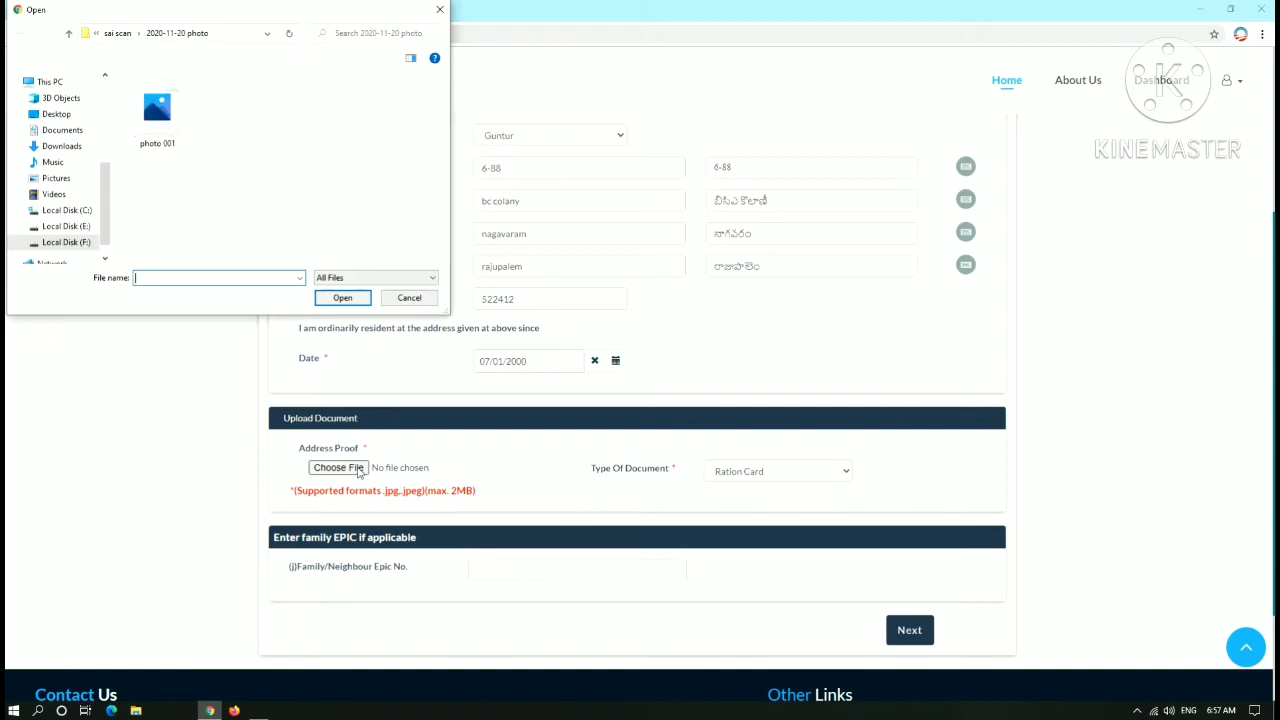 Open
« sai scan › 2020-11-20 photo
Search 2020-11-20 photo
This PC
3D Objects
Desktop
Documents
Downloads
Music
Pictures
Videos
Local Disk (C:)
Local Disk (E:)
Local Disk (F:)
Network
photo 001
File name:
All Files
Open
Cancel
Home
About Us
Dashboard
K
KINEMASTER
Guntur
6-88
6-88
bc colany
బిసిఎ కొలాణీ
nagavaram
నాగవరం
rajupalem
రాజుపాలెం
522412
I am ordinarily resident at the address given at above since
Date *
07/01/2000
Upload Document
Address Proof *
Choose File No file chosen
Type Of Document *
Ration Card
*(Supported formats .jpg,.jpeg)(max. 2MB)
Enter family EPIC if applicable
(j)Family/Neighbour Epic No.
Next
Contact Us
Other Links
ENG
6:57 AM